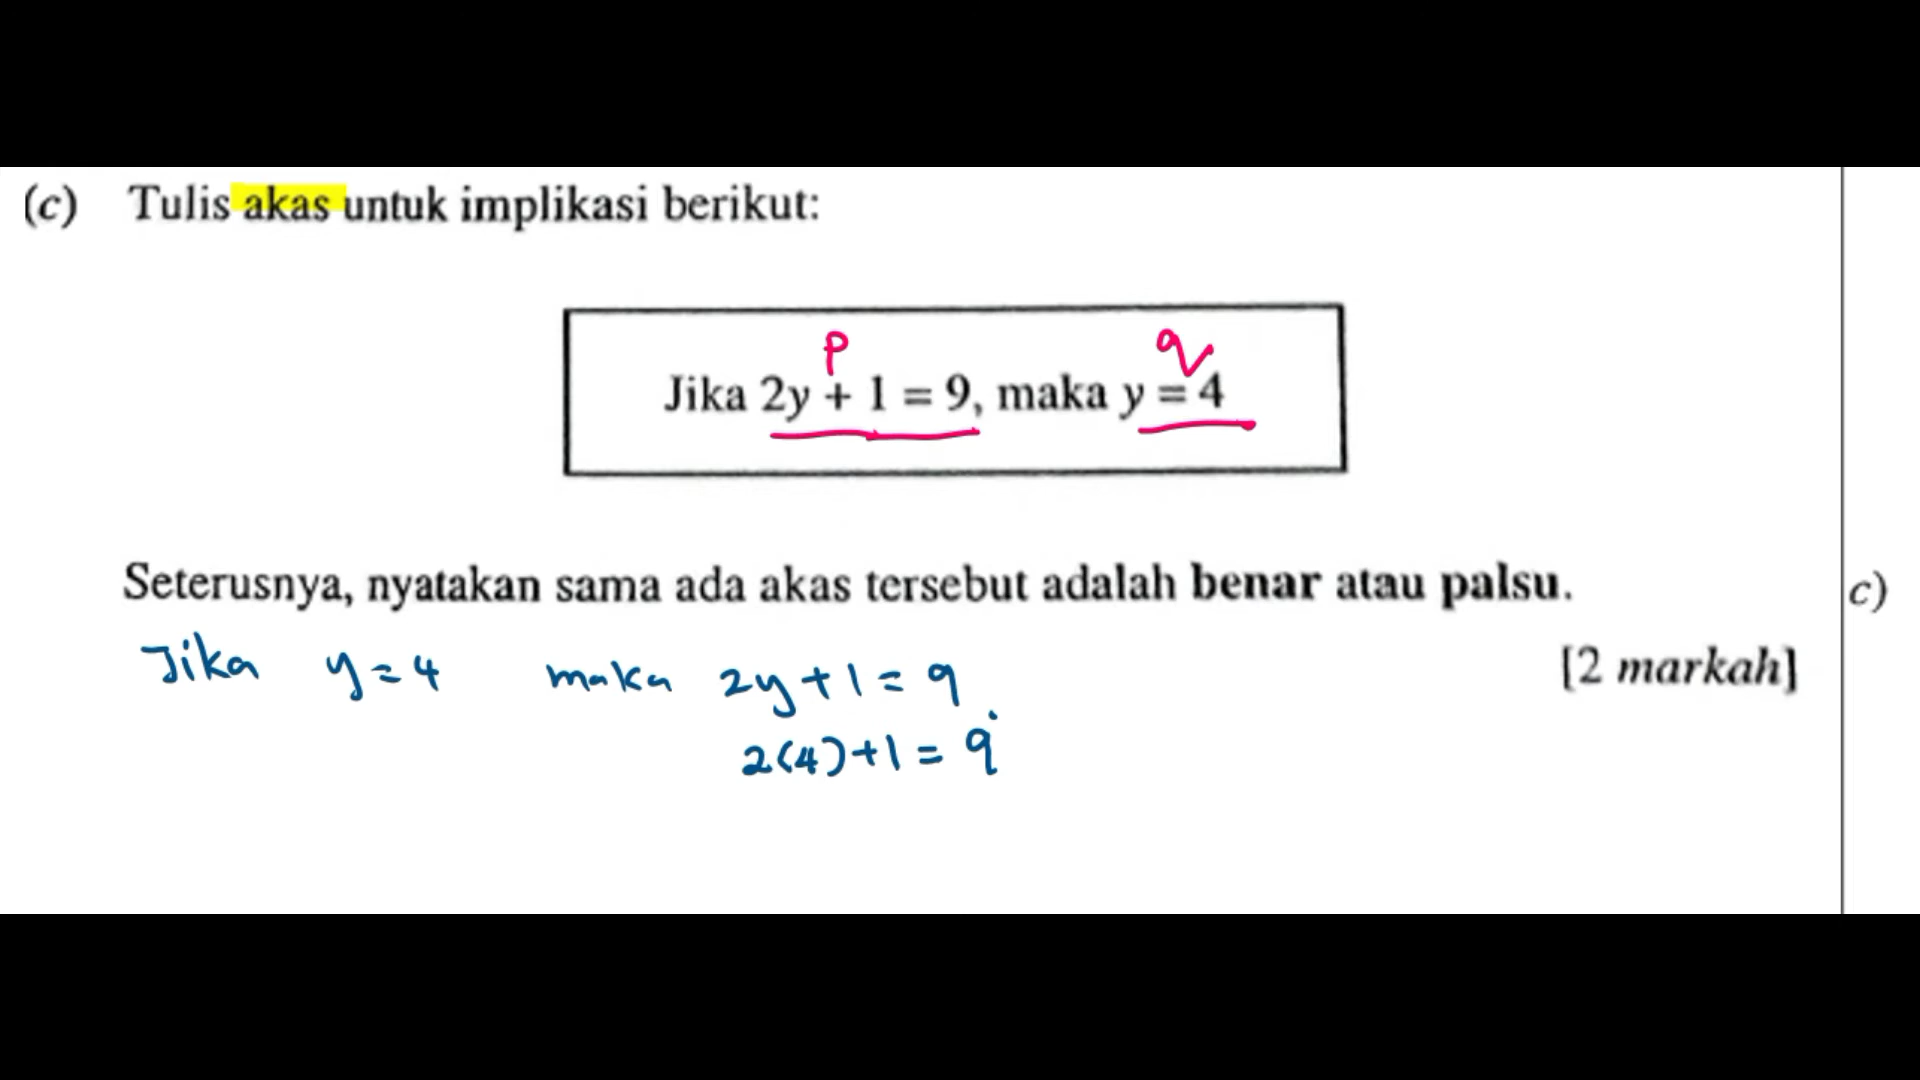 (c) Tulis akas untuk implikasi berikut:
p q
Jika 2y + 1 = 9, maka y = 4
Seterusnya, nyatakan sama ada akas tersebut adalah benar atau palsu.
c)
[2 markah]
Jika y = 4 maka 2y + 1 = 9
2(4) + 1 = 9